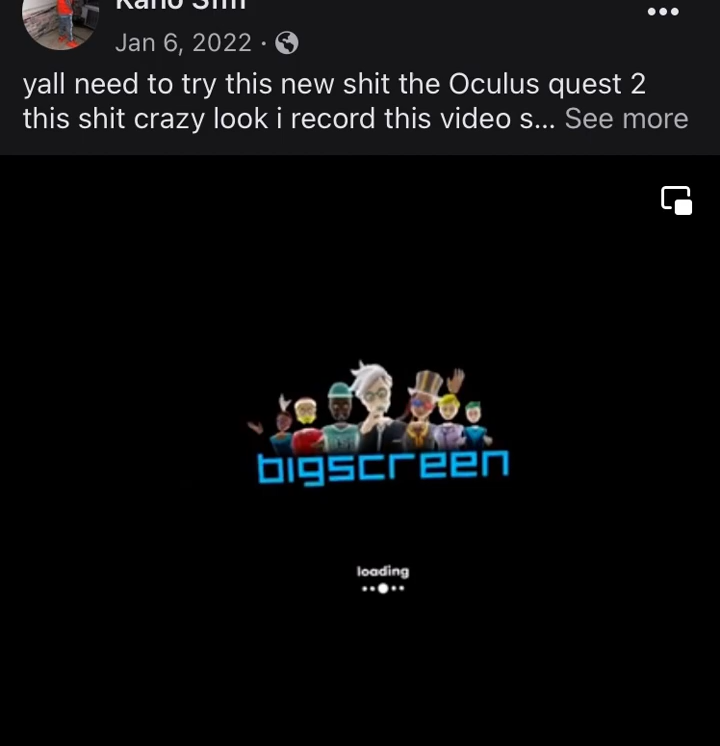 Jan 6, 2022 ·
yall need to try this new shit the Oculus quest 2
this shit crazy look i record this video s... See more
bigscreen
loading